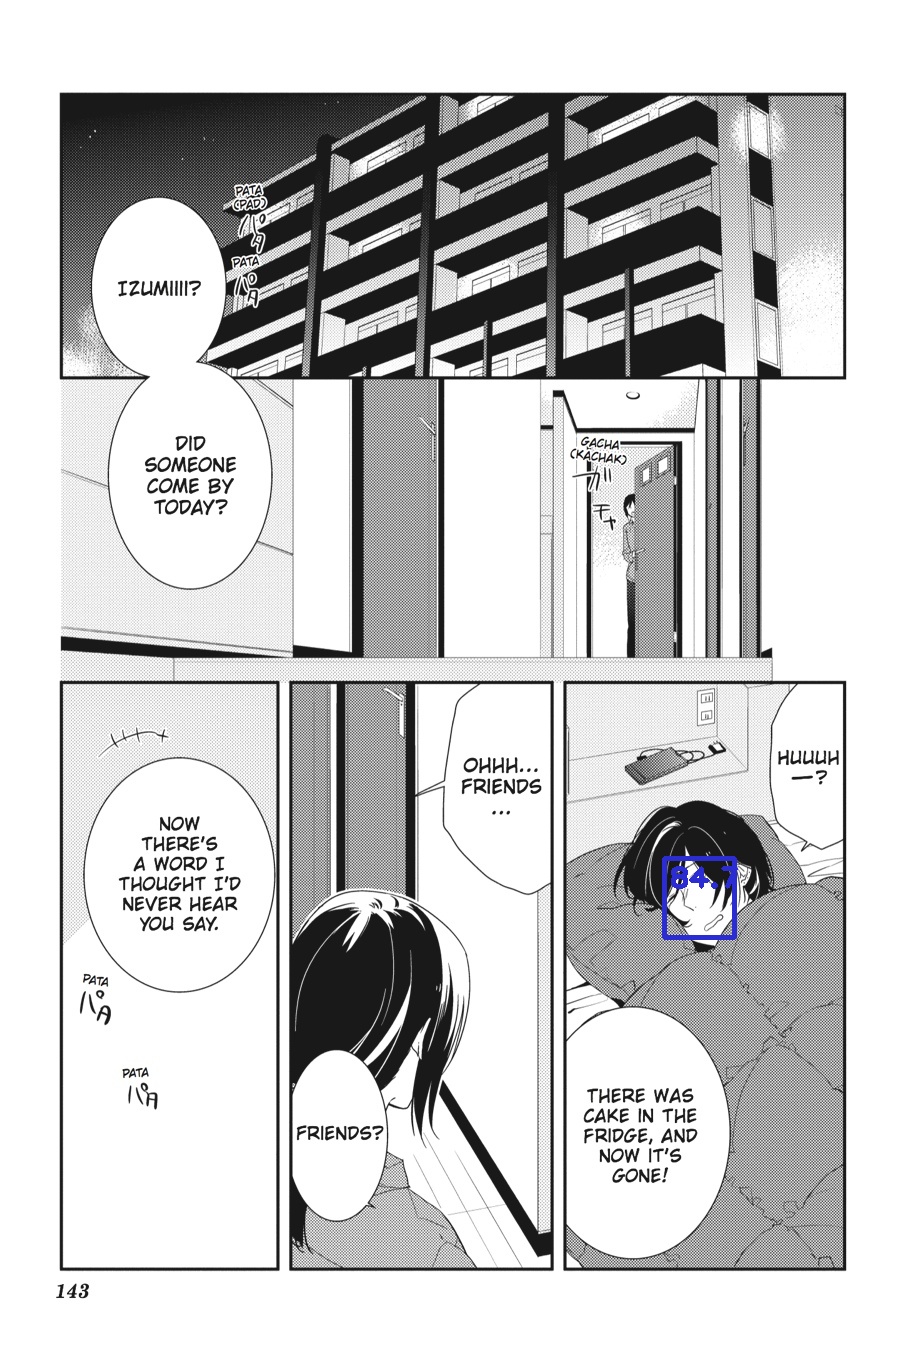 PATA
(PAD)
パタ
PATA
パタ
IZUMIIII?
DID
SOMEONE
COME BY
TODAY?
GACHA
(KACHAK)
ガチャ
HUUUH
—?
84.7
THERE WAS
CAKE IN THE
FRIDGE, AND
NOW IT'S
GONE!
OHHH...
FRIENDS
...
FRIENDS?
NOW
THERE'S
A WORD I
THOUGHT I'D
NEVER HEAR
YOU SAY.
PATA
パタ
PATA
パタ
143